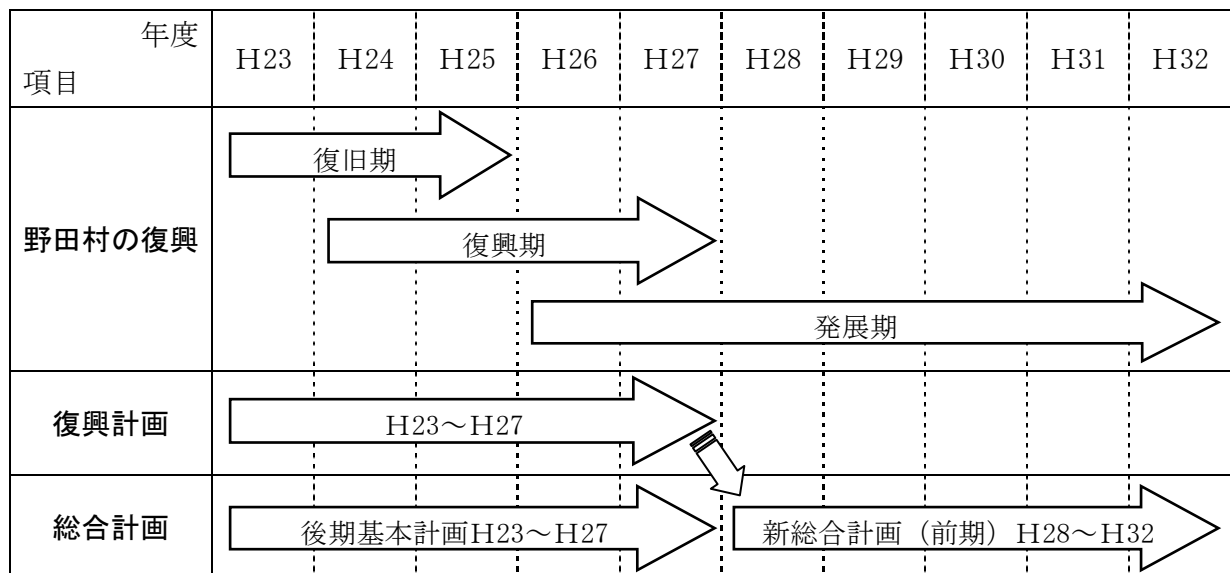 年度
項目
H23 H24 H25 H26 H27 H28 H29 H30 H31 H32
野田村の復興
復旧期
復興期
発展期
復興計画
H23～H27
総合計画
後期基本計画H23～H27
新総合計画（前期）H28～H32